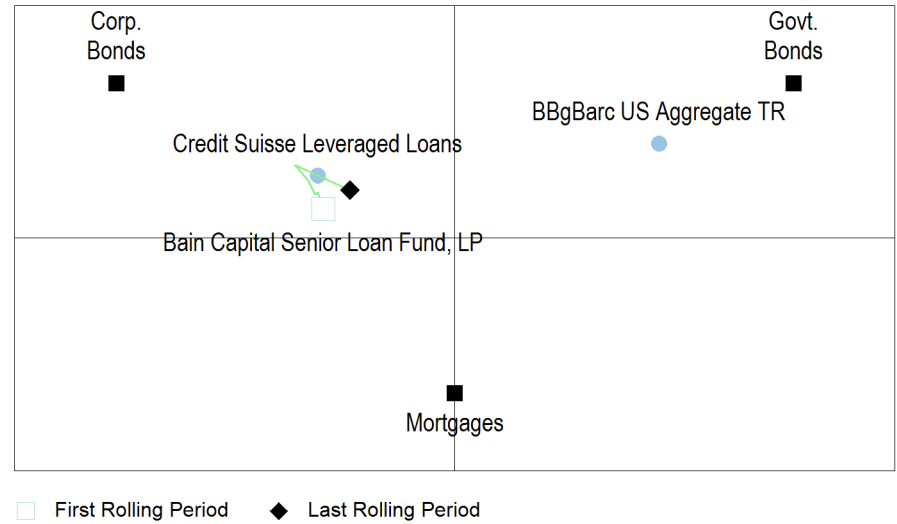 Corp.
Bonds
Govt.
Bonds
BBgBarc US Aggregate TR
Credit Suisse Leveraged Loans
Bain Capital Senior Loan Fund, LP
Mortgages
First Rolling Period
Last Rolling Period